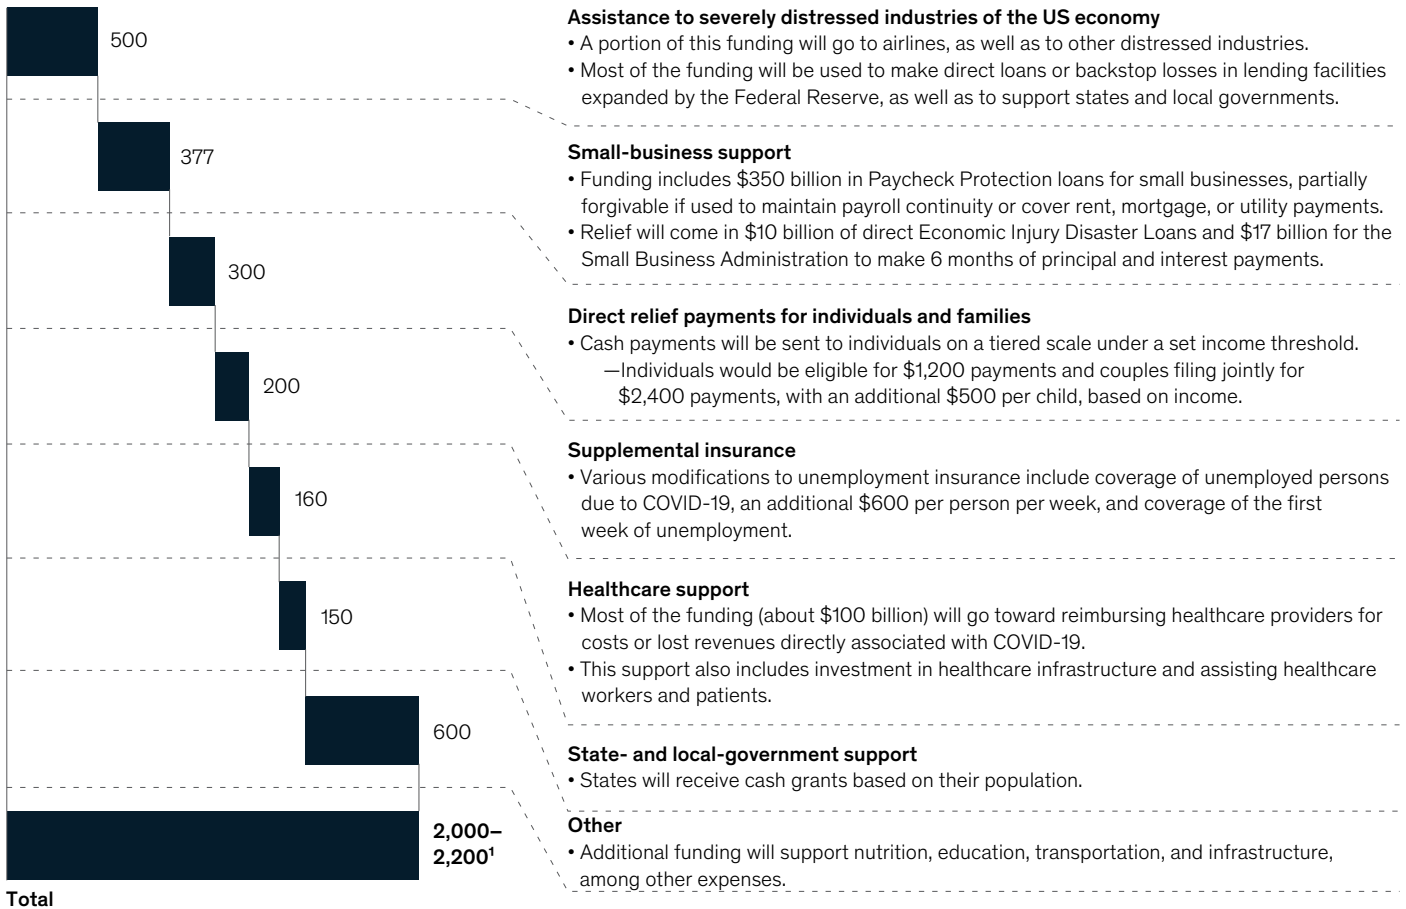 500
Assistance to severely distressed industries of the US economy
• A portion of this funding will go to airlines, as well as to other distressed industries.
• Most of the funding will be used to make direct loans or backstop losses in lending facilities
expanded by the Federal Reserve, as well as to support states and local governments.
377
Small-business support
• Funding includes $350 billion in Paycheck Protection loans for small businesses, partially
forgivable if used to maintain payroll continuity or cover rent, mortgage, or utility payments.
• Relief will come in $10 billion of direct Economic Injury Disaster Loans and $17 billion for the
Small Business Administration to make 6 months of principal and interest payments.
300
Direct relief payments for individuals and families
• Cash payments will be sent to individuals on a tiered scale under a set income threshold.
—Individuals would be eligible for $1,200 payments and couples filing jointly for
$2,400 payments, with an additional $500 per child, based on income.
200
Supplemental insurance
• Various modifications to unemployment insurance include coverage of unemployed persons
due to COVID-19, an additional $600 per person per week, and coverage of the first
week of unemployment.
160
Healthcare support
• Most of the funding (about $100 billion) will go toward reimbursing healthcare providers for
costs or lost revenues directly associated with COVID-19.
• This support also includes investment in healthcare infrastructure and assisting healthcare
workers and patients.
150
State- and local-government support
• States will receive cash grants based on their population.
600
Other
• Additional funding will support nutrition, education, transportation, and infrastructure,
among other expenses.
2,000–
2,200¹
Total